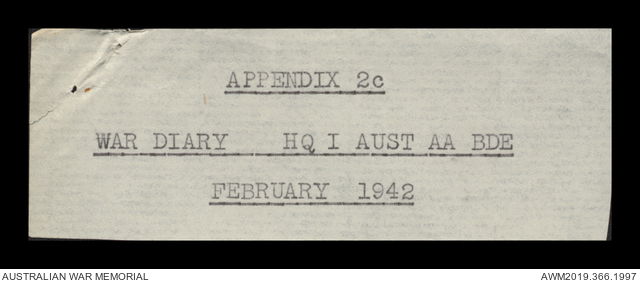 APPENDIX 2c
WAR DIARY HQ I AUST AA BDE
FEBRUARY 1942
AUSTRALIAN WAR MEMORIAL AWM2019.366.1997